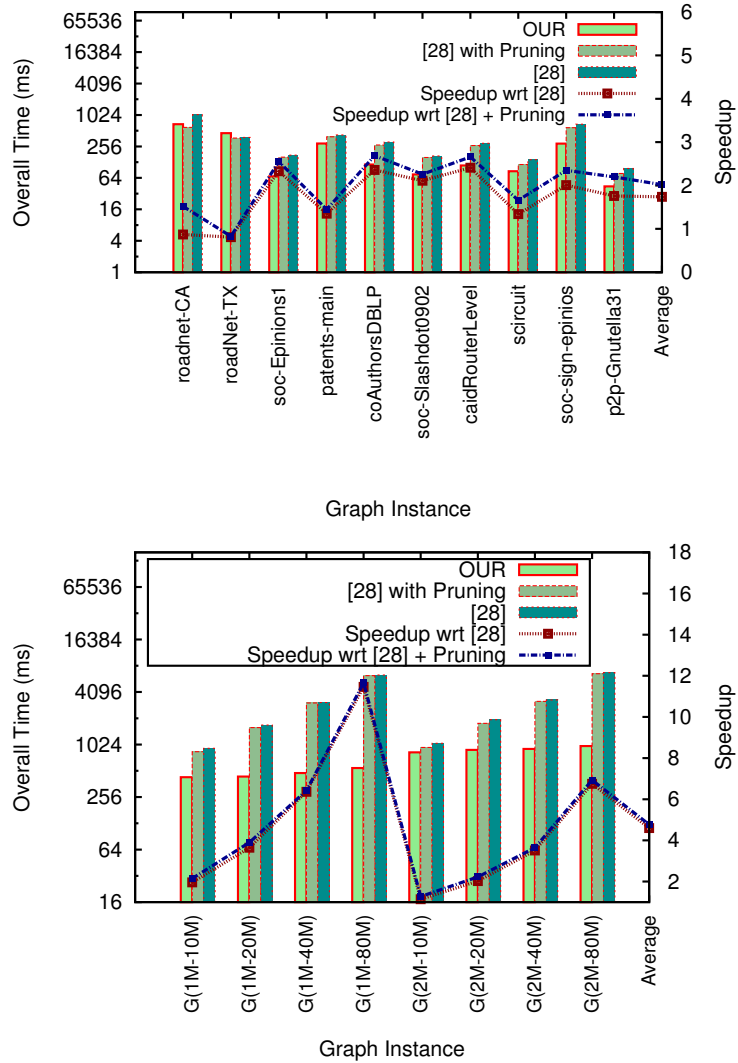 65536
16384
4096
1024
256
64
16
4
1
Overall Time (ms)
OUR
[28] with Pruning
[28]
Speedup wrt [28]
Speedup wrt [28] + Pruning
6
5
4
3
2
1
0
Speedup
roadnet-CA
roadNet-TX
soc-Epinions1
patents-main
coAuthorsDBLP
soc-Slashdot0902
caidRouterLevel
scircuit
soc-sign-epinios
p2p-Gnutella31
Average
Graph Instance
65536
16384
4096
1024
256
64
16
Overall Time (ms)
OUR
[28] with Pruning
[28]
Speedup wrt [28]
Speedup wrt [28] + Pruning
18
16
14
12
10
8
6
4
2
Speedup
G(1M-10M)
G(1M-20M)
G(1M-40M)
G(1M-80M)
G(2M-10M)
G(2M-20M)
G(2M-40M)
G(2M-80M)
Average
Graph Instance